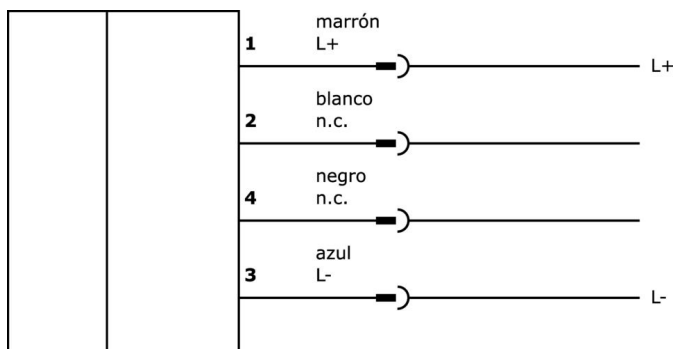 marrón
1
L+
L+
blanco
2
n.c.
negro
4
n.c.
azul
3
L-
L-